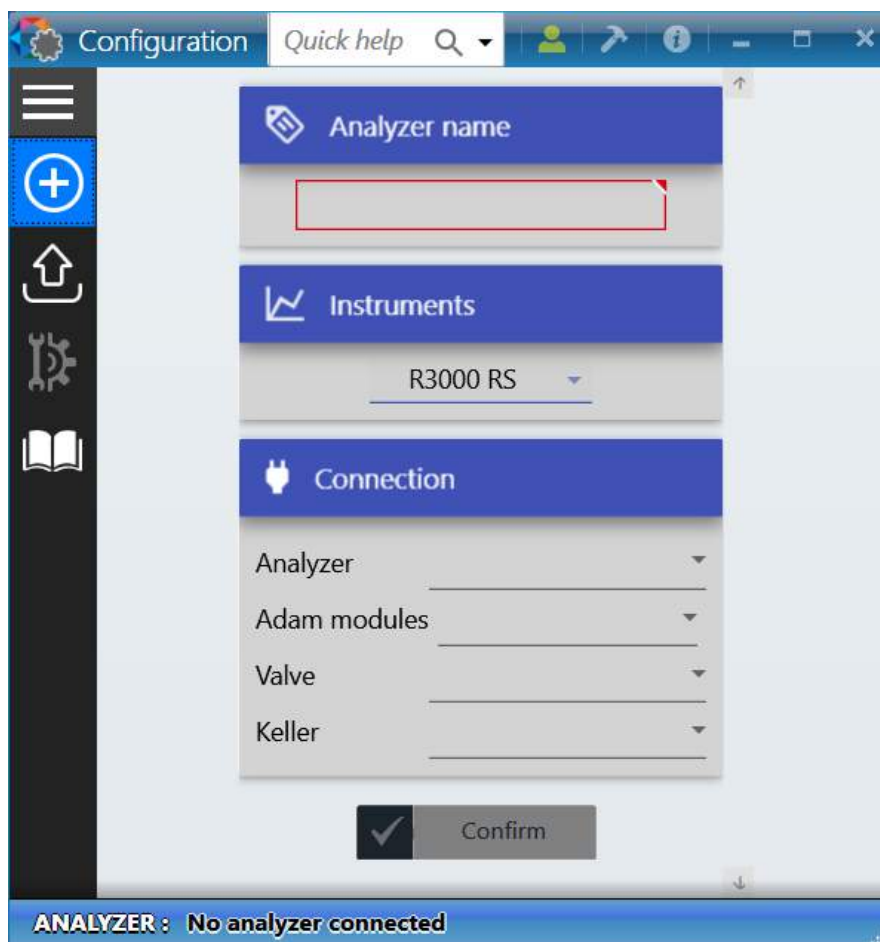 Configuration Quick help
Analyzer name
Instruments
R3000 RS
Connection
Analyzer
Adam modules
Valve
Keller
Confirm
ANALYZER : No analyzer connected